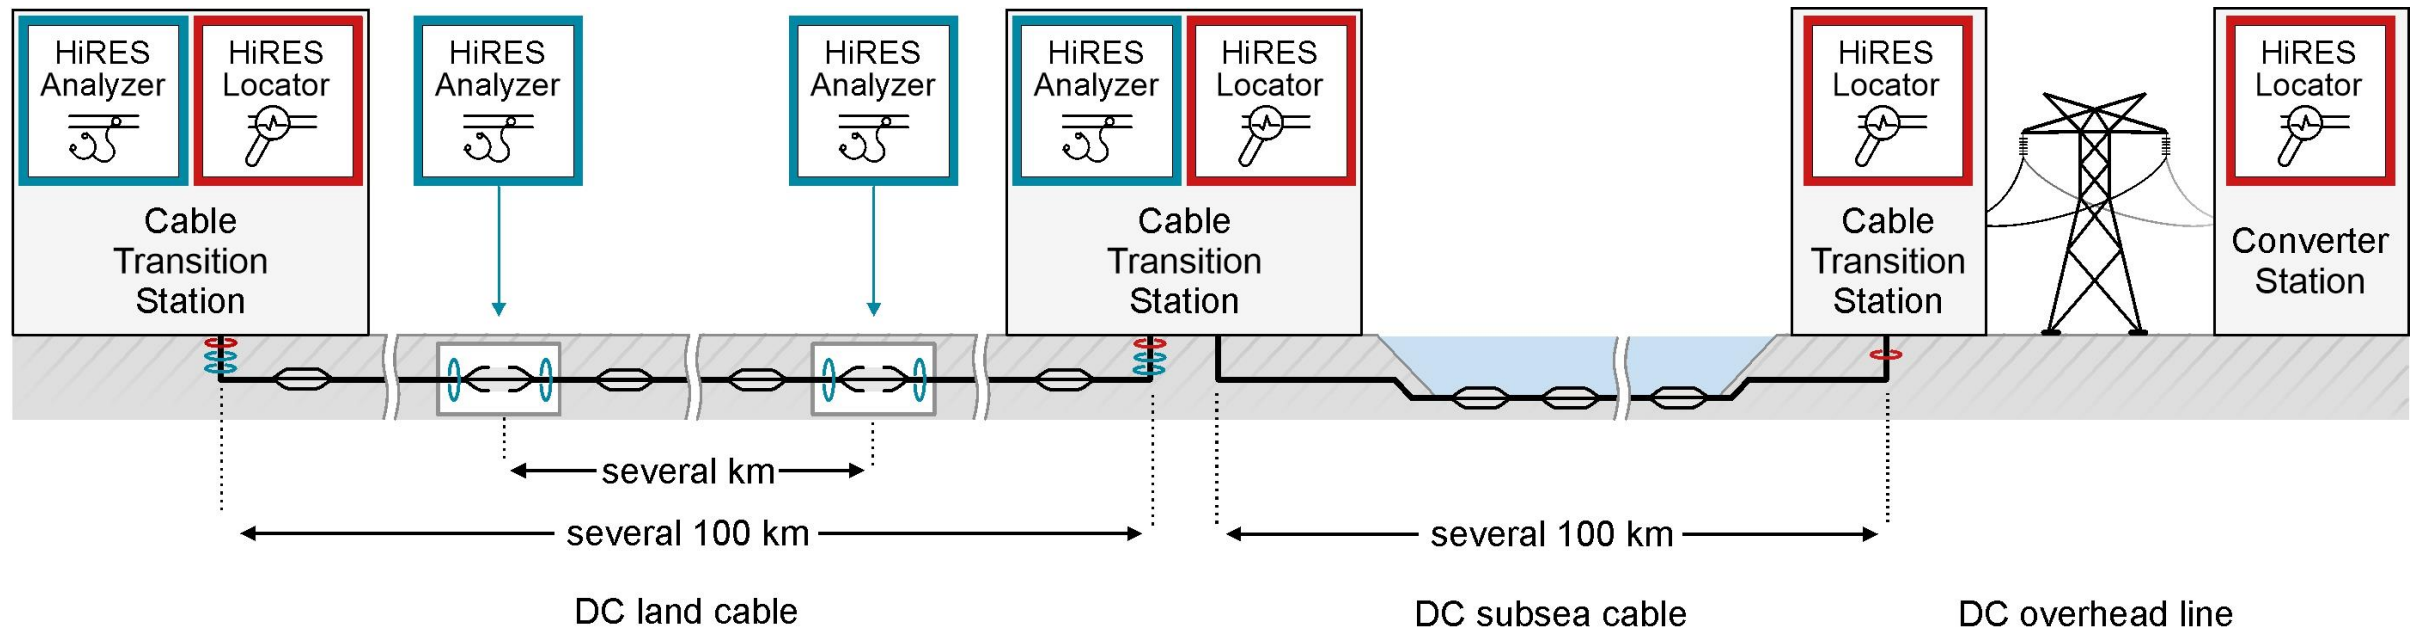 HiRES
Analyzer
HiRES
Locator
Cable
Transition
Station
HiRES
Analyzer
HiRES
Analyzer
HiRES
Analyzer
HiRES
Locator
Cable
Transition
Station
HiRES
Locator
Cable
Transition
Station
HiRES
Locator
Converter
Station
several km
several 100 km
several 100 km
DC land cable
DC subsea cable
DC overhead line